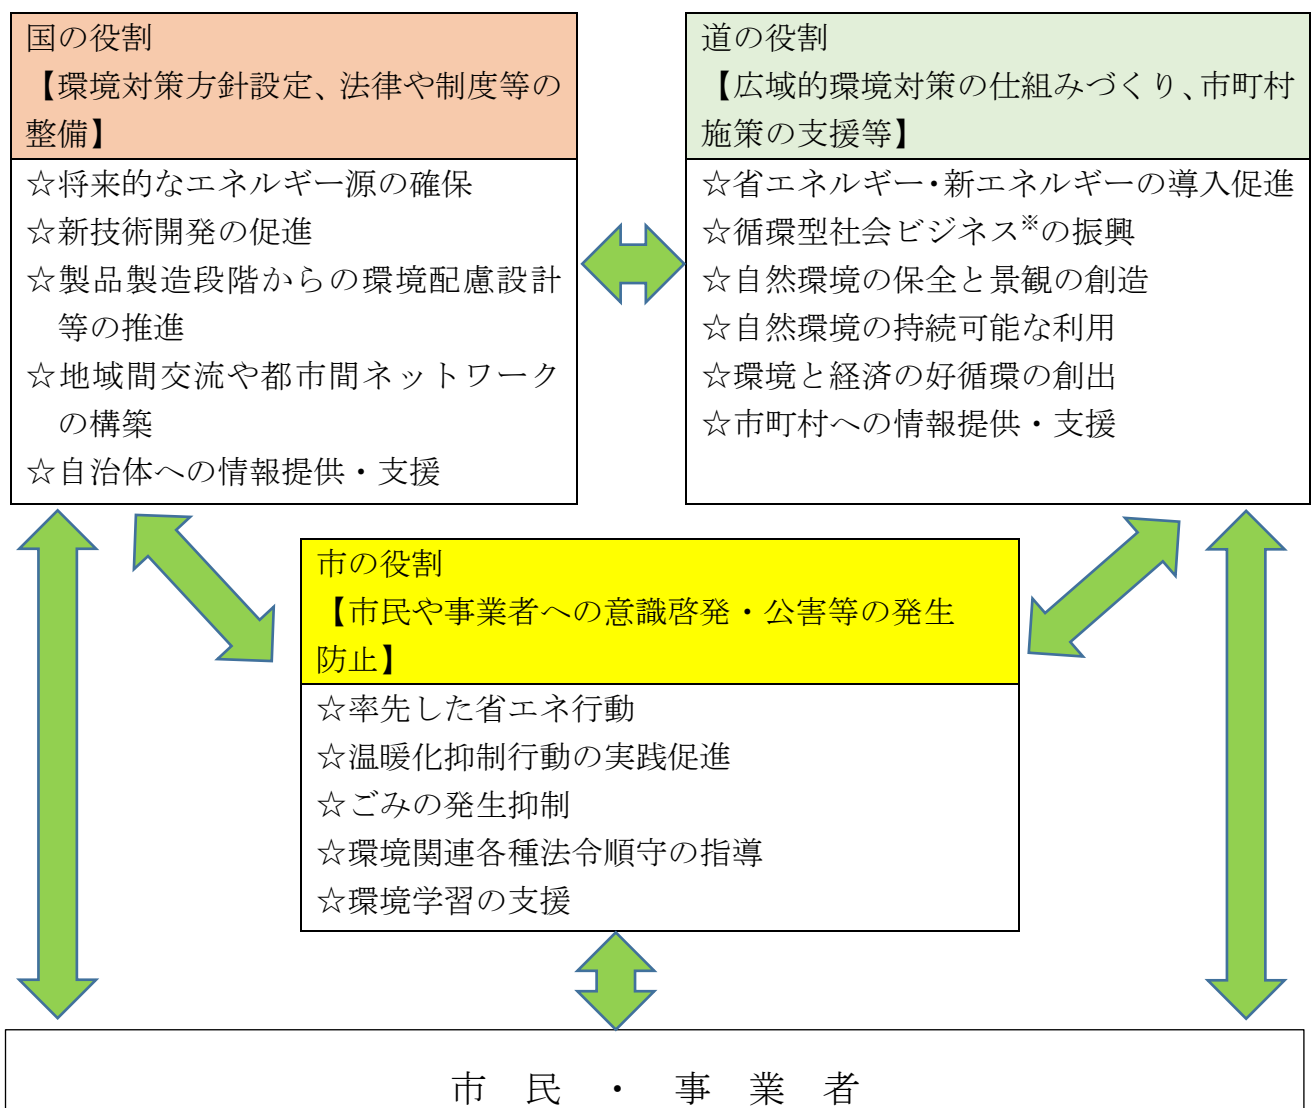 国の役割
【環境対策方針設定、法律や制度等の
整備】
☆将来的なエネルギー源の確保
☆新技術開発の促進
☆製品製造段階からの環境配慮設計
等の推進
☆地域間交流や都市間ネットワーク
の構築
☆自治体への情報提供・支援
道の役割
【広域的環境対策の仕組みづくり、市町村
施策の支援等】
☆省エネルギー・新エネルギーの導入促進
☆循環型社会ビジネス※の振興
☆自然環境の保全と景観の創造
☆自然環境の持続可能な利用
☆環境と経済の好循環の創出
☆市町村への情報提供・支援
市の役割
【市民や事業者への意識啓発・公害等の発生
防止】
☆率先した省エネ行動
☆温暖化抑制行動の実践促進
☆ごみの発生抑制
☆環境関連各種法令順守の指導
☆環境学習の支援
市 民 ・ 事 業 者